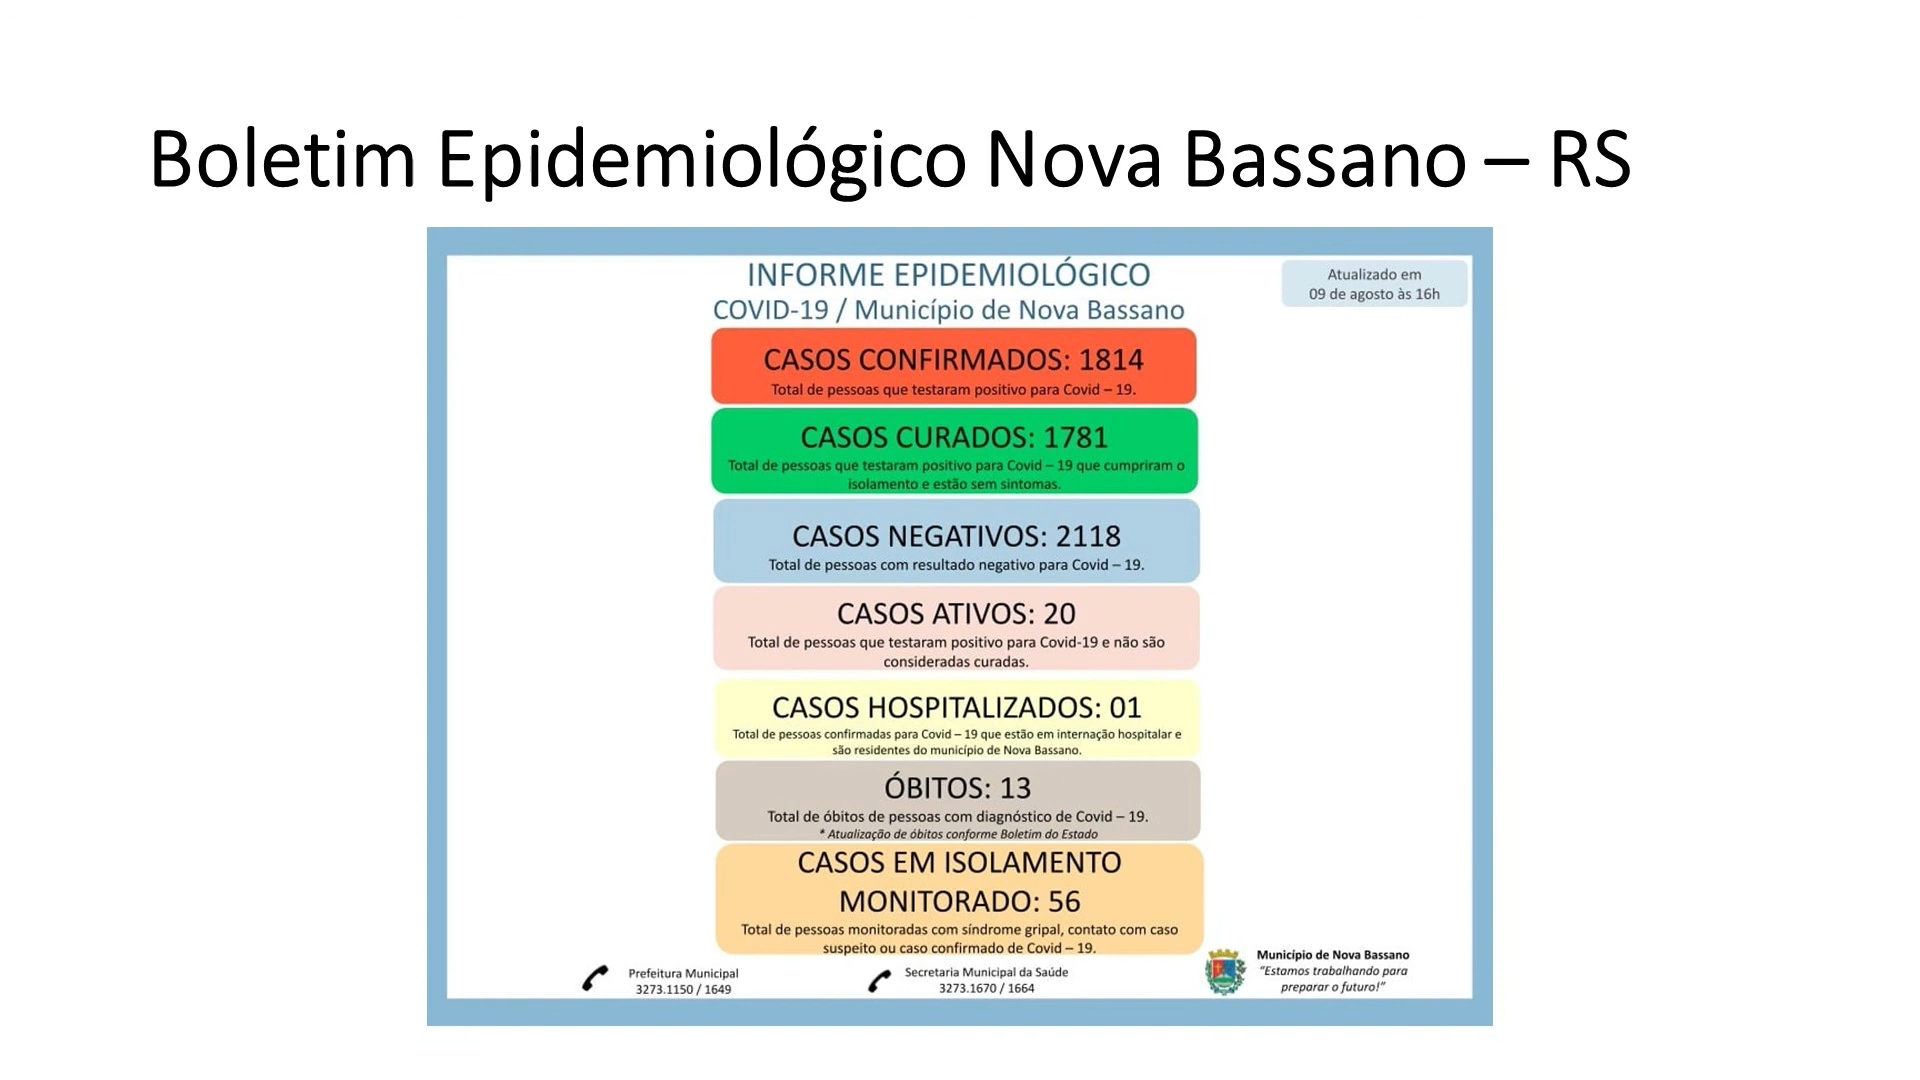 Boletim Epidemiológico Nova Bassano – RS
INFORME EPIDEMIOLÓGICO
COVID-19 / Município de Nova Bassano
Atualizado em
09 de agosto às 16h
CASOS CONFIRMADOS: 1814
Total de pessoas que testaram positivo para Covid – 19.
CASOS CURADOS: 1781
Total de pessoas que testaram positivo para Covid – 19 que cumpriram o
isolamento e estão sem sintomas.
CASOS NEGATIVOS: 2118
Total de pessoas com resultado negativo para Covid – 19.
CASOS ATIVOS: 20
Total de pessoas que testaram positivo para Covid-19 e não são
consideradas curadas.
CASOS HOSPITALIZADOS: 01
Total de pessoas confirmadas para Covid – 19 que estão em internação hospitalar e
são residentes do município de Nova Bassano.
ÓBITOS: 13
Total de óbitos de pessoas com diagnóstico de Covid – 19.
* Atualização de óbitos conforme Boletim do Estado
CASOS EM ISOLAMENTO
MONITORADO: 56
Total de pessoas monitoradas com síndrome gripal, contato com caso
suspeito ou caso confirmado de Covid – 19.
Prefeitura Municipal
3273.1150 / 1649
Secretaria Municipal da Saúde
3273.1670 / 1664
Município de Nova Bassano
“Estamos trabalhando para
preparar o futuro!”